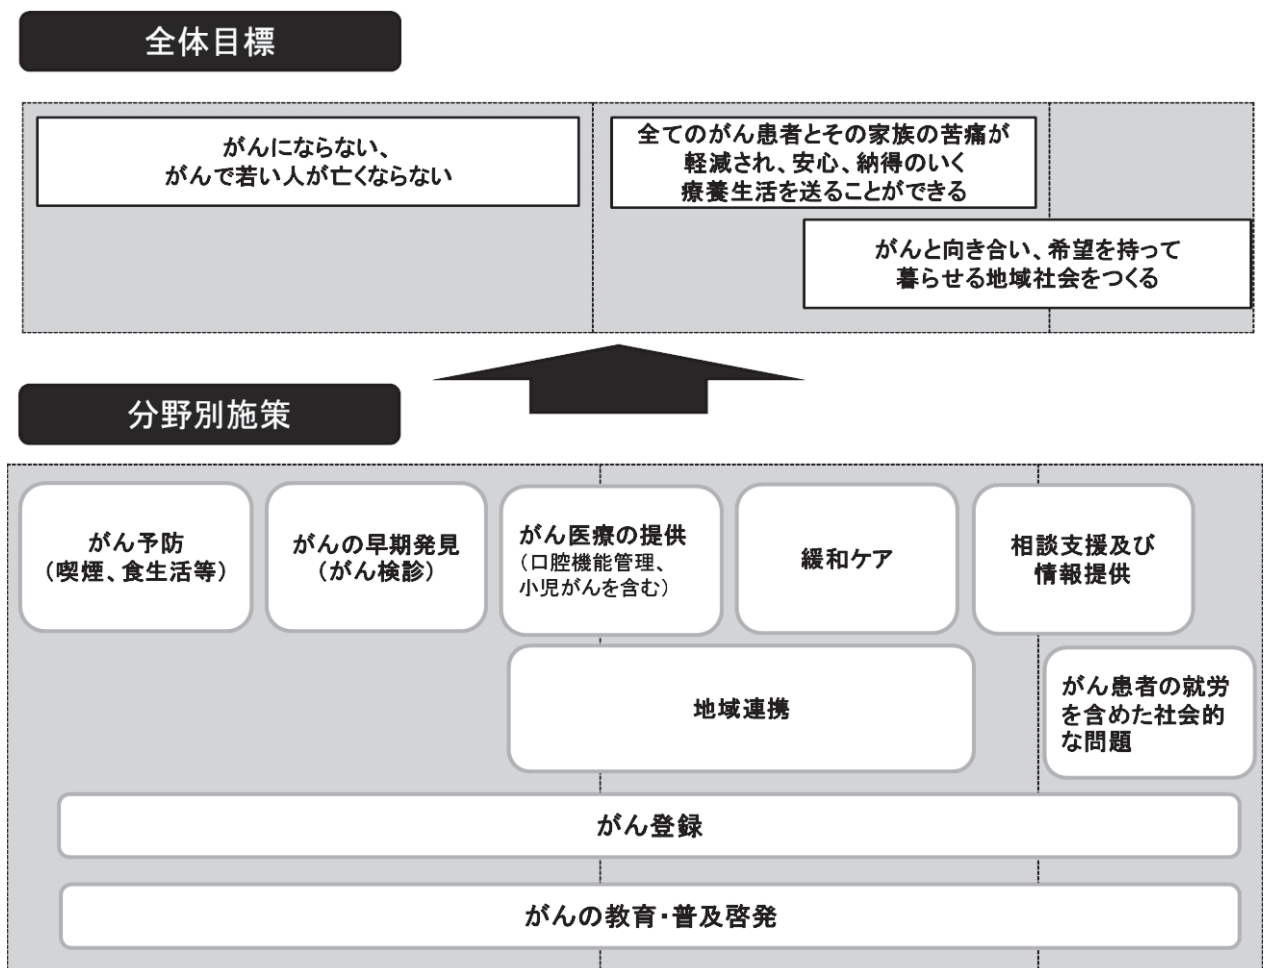 全体目標
がんにならない、
がんで若い人が亡くならない
全てのがん患者とその家族の苦痛が
軽減され、安心、納得のいく
療養生活を送ることができる
がんと向き合い、希望を持って
暮らせる地域社会をつくる
分野別施策
がん予防
（喫煙、食生活等）
がんの早期発見
（がん検診）
がん医療の提供
（口腔機能管理、
小児がんを含む）
緩和ケア
相談支援及び
情報提供
地域連携
がん患者の就労
を含めた社会的
な問題
がん登録
がんの教育・普及啓発